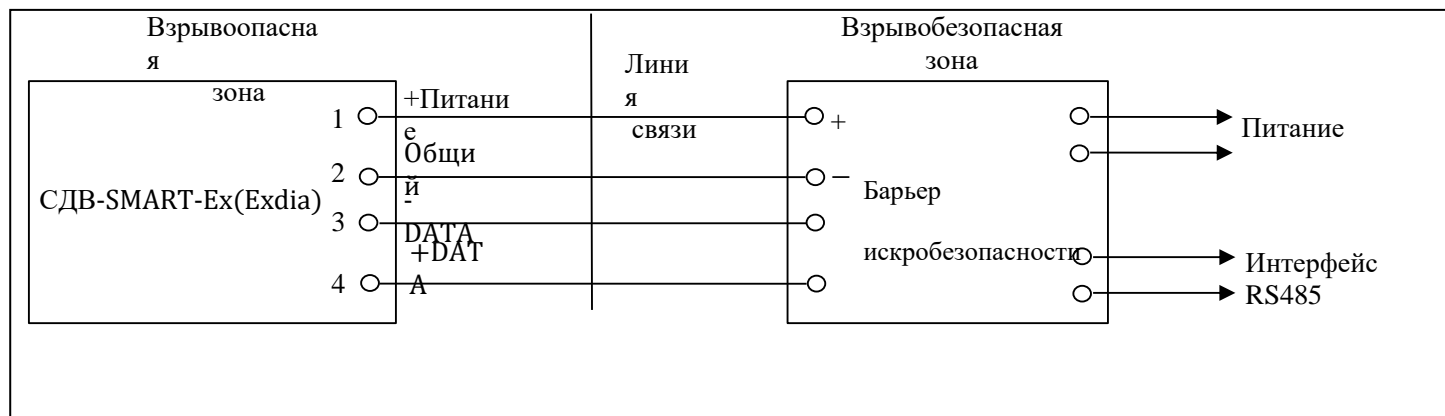 Взрывоопасна
я
зона
Взрывобезопасная
зона
Лини
я
связи
СДВ-SMART-Ex(Exdia)
1
+Питани
е
2
Общи
й
3
-
DATA
4
+DAT
A
+
−
Барьер
искробезопасности
Питание
Интерфейс
RS485